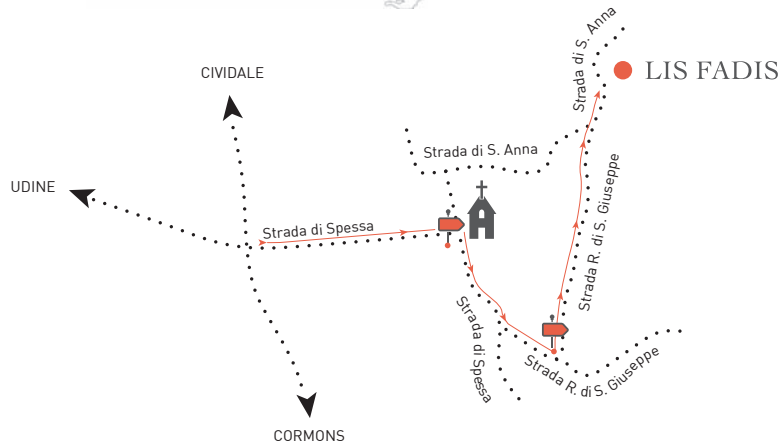 Strada di S. Anna
LIS FADIS
CIVIDALE
Strada di S. Anna
UDINE
Strada di Spessa
Strada R. di S. Giuseppe
Strada di Spessa
Strada R. di S. Giuseppe
CORMONS